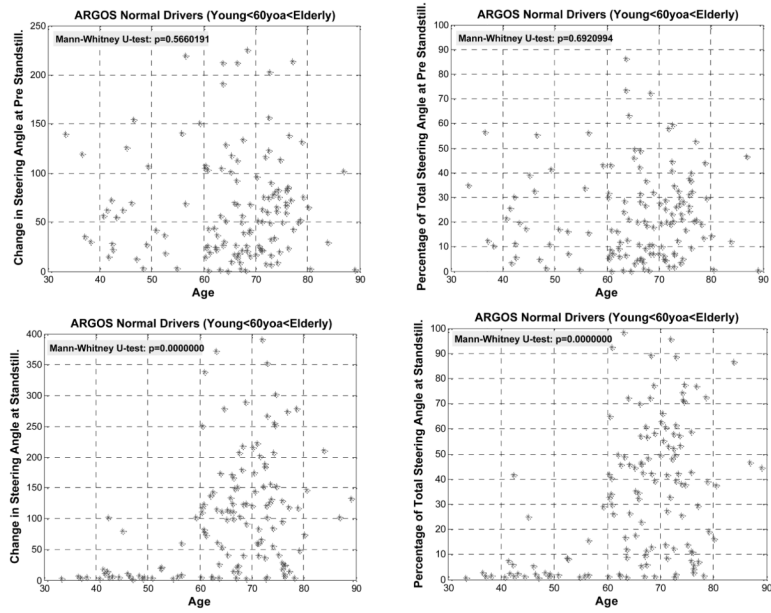 ARGOS Normal Drivers (Young<60yoa<Elderly)
Mann-Whitney U-test: p=0.5660191
Change in Steering Angle at Pre Standstill.
250
200
150
100
50
0
30 40 50 60 70 80 90
Age
ARGOS Normal Drivers (Young<60yoa<Elderly)
Mann-Whitney U-test: p=0.6920994
Percentage of Total Steering Angle at Pre Standstill.
100
90
80
70
60
50
40
30
20
10
0
30 40 50 60 70 80 90
Age
ARGOS Normal Drivers (Young<60yoa<Elderly)
Mann-Whitney U-test: p=0.0000000
Change in Steering Angle at Standstill.
400
350
300
250
200
150
100
50
0
30 40 50 60 70 80 90
Age
ARGOS Normal Drivers (Young<60yoa<Elderly)
Mann-Whitney U-test: p=0.0000000
Percentage of Total Steering Angle at Standstill.
100
90
80
70
60
50
40
30
20
10
0
30 40 50 60 70 80 90
Age